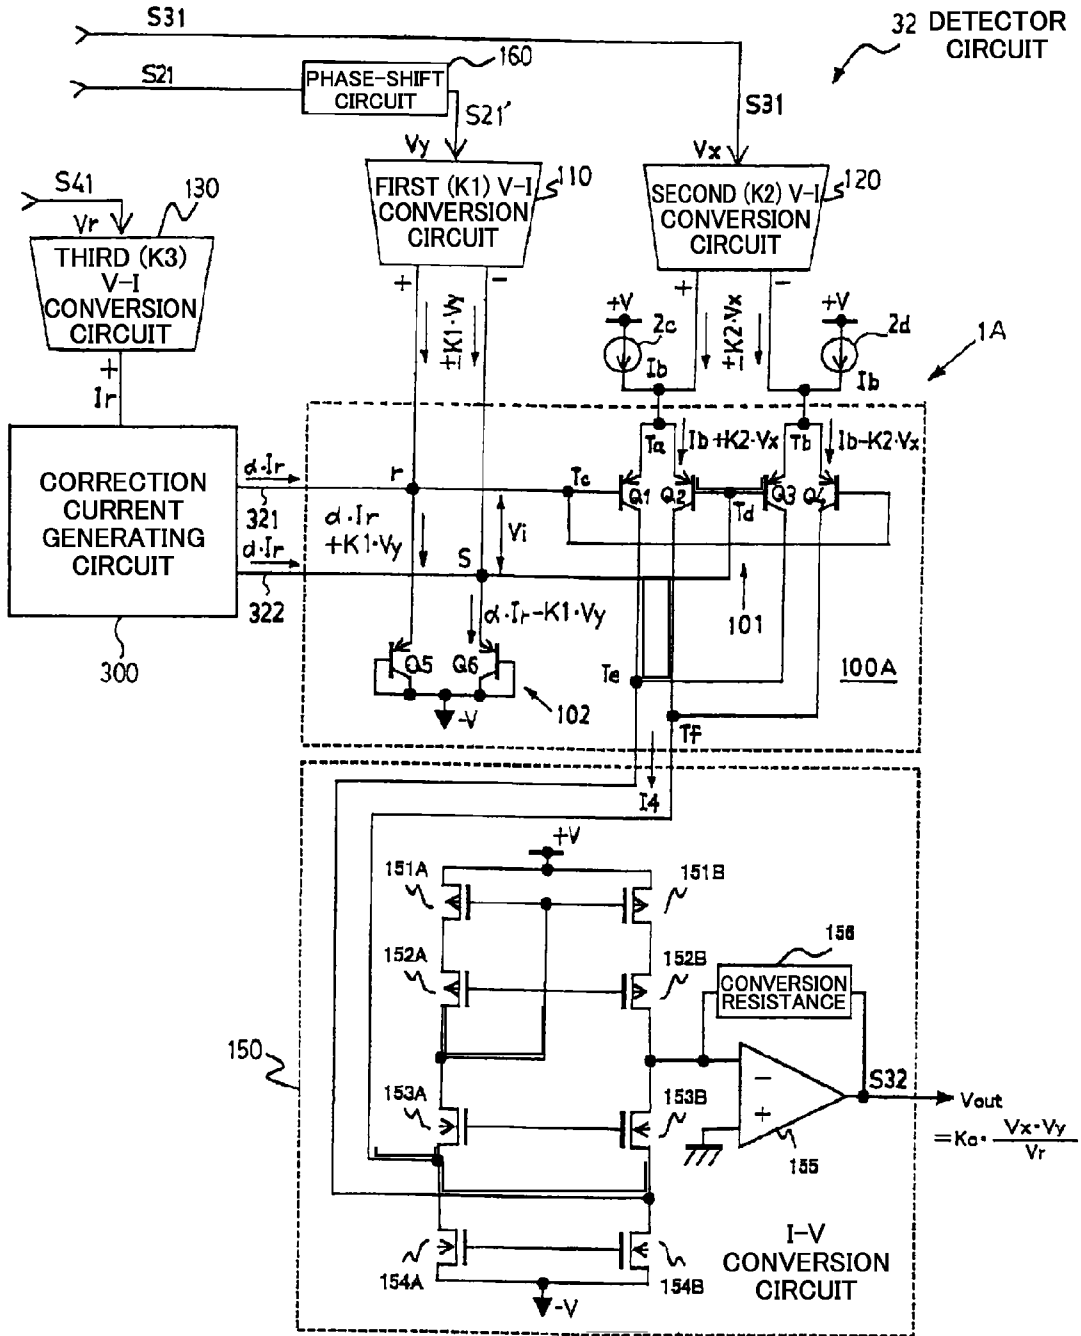 S31
32 DETECTOR
CIRCUIT
S21
PHASE-SHIFT
CIRCUIT
160
S21'
S31
S41
130
Vr
THIRD (K3)
V-I
CONVERSION
CIRCUIT
+
Ir
Vy
FIRST (K1) V-I
CONVERSION
CIRCUIT
110
+
−
±K1·Vy
Vx
SECOND (K2) V-I
CONVERSION
CIRCUIT
120
+
−
±K2·Vx
+V
2c
Ib
+V
2d
Ib
1A
CORRECTION
CURRENT
GENERATING
CIRCUIT
300
α·Ir
321
α·Ir
322
r
α·Ir
+K1·Vy
S
Vi
α·Ir−K1·Vy
Q5
Q6
−V
102
Ta
Ib+K2·Vx
Tb
Ib−K2·Vx
Tc
Q1
Q2
Td
Q3
Q4
101
Te
Tf
100A
I4
+V
151A
151B
152A
152B
156
CONVERSION
RESISTANCE
150
153A
153B
−
+
155
S32
Vout
=Ka·Vx·Vy/Vr
154A
154B
−V
I-V
CONVERSION
CIRCUIT